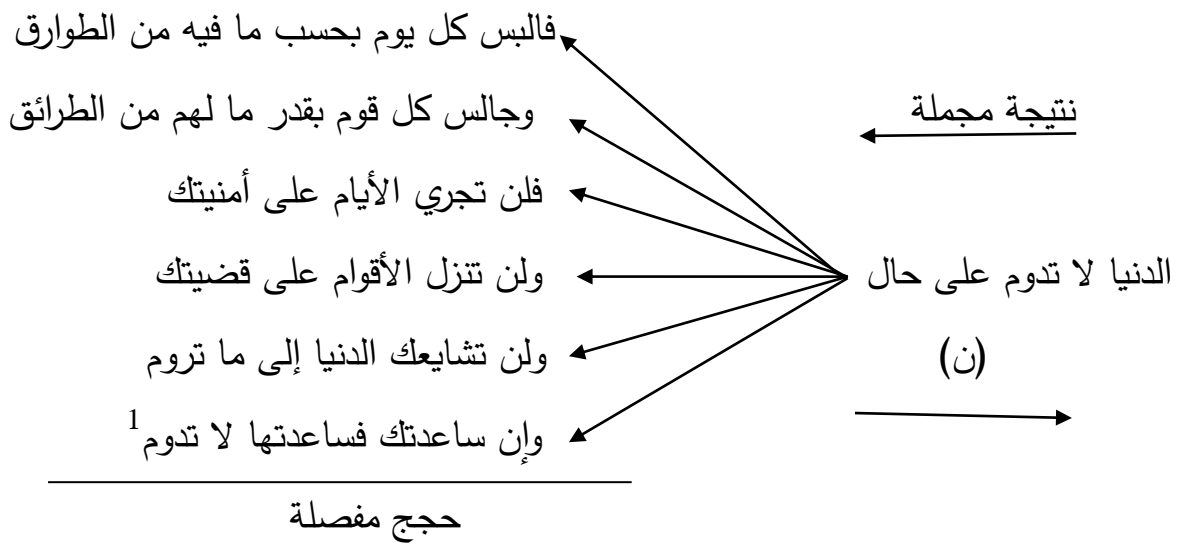 فالبس كل يوم بحسب ما فيه من الطوارق
نتيجة مجملة
وجالس كل قوم بقدر ما لهم من الطرائق
فلن تجري الأيام على أمنيتك
الدنيا لا تدوم على حال
ولن تنزل الأقوام على قضيتك
(ن)
ولن تشايعك الدنيا إلى ما تروم
وإن ساعدتك فساعدتها لا تدوم1
حجج مفصلة